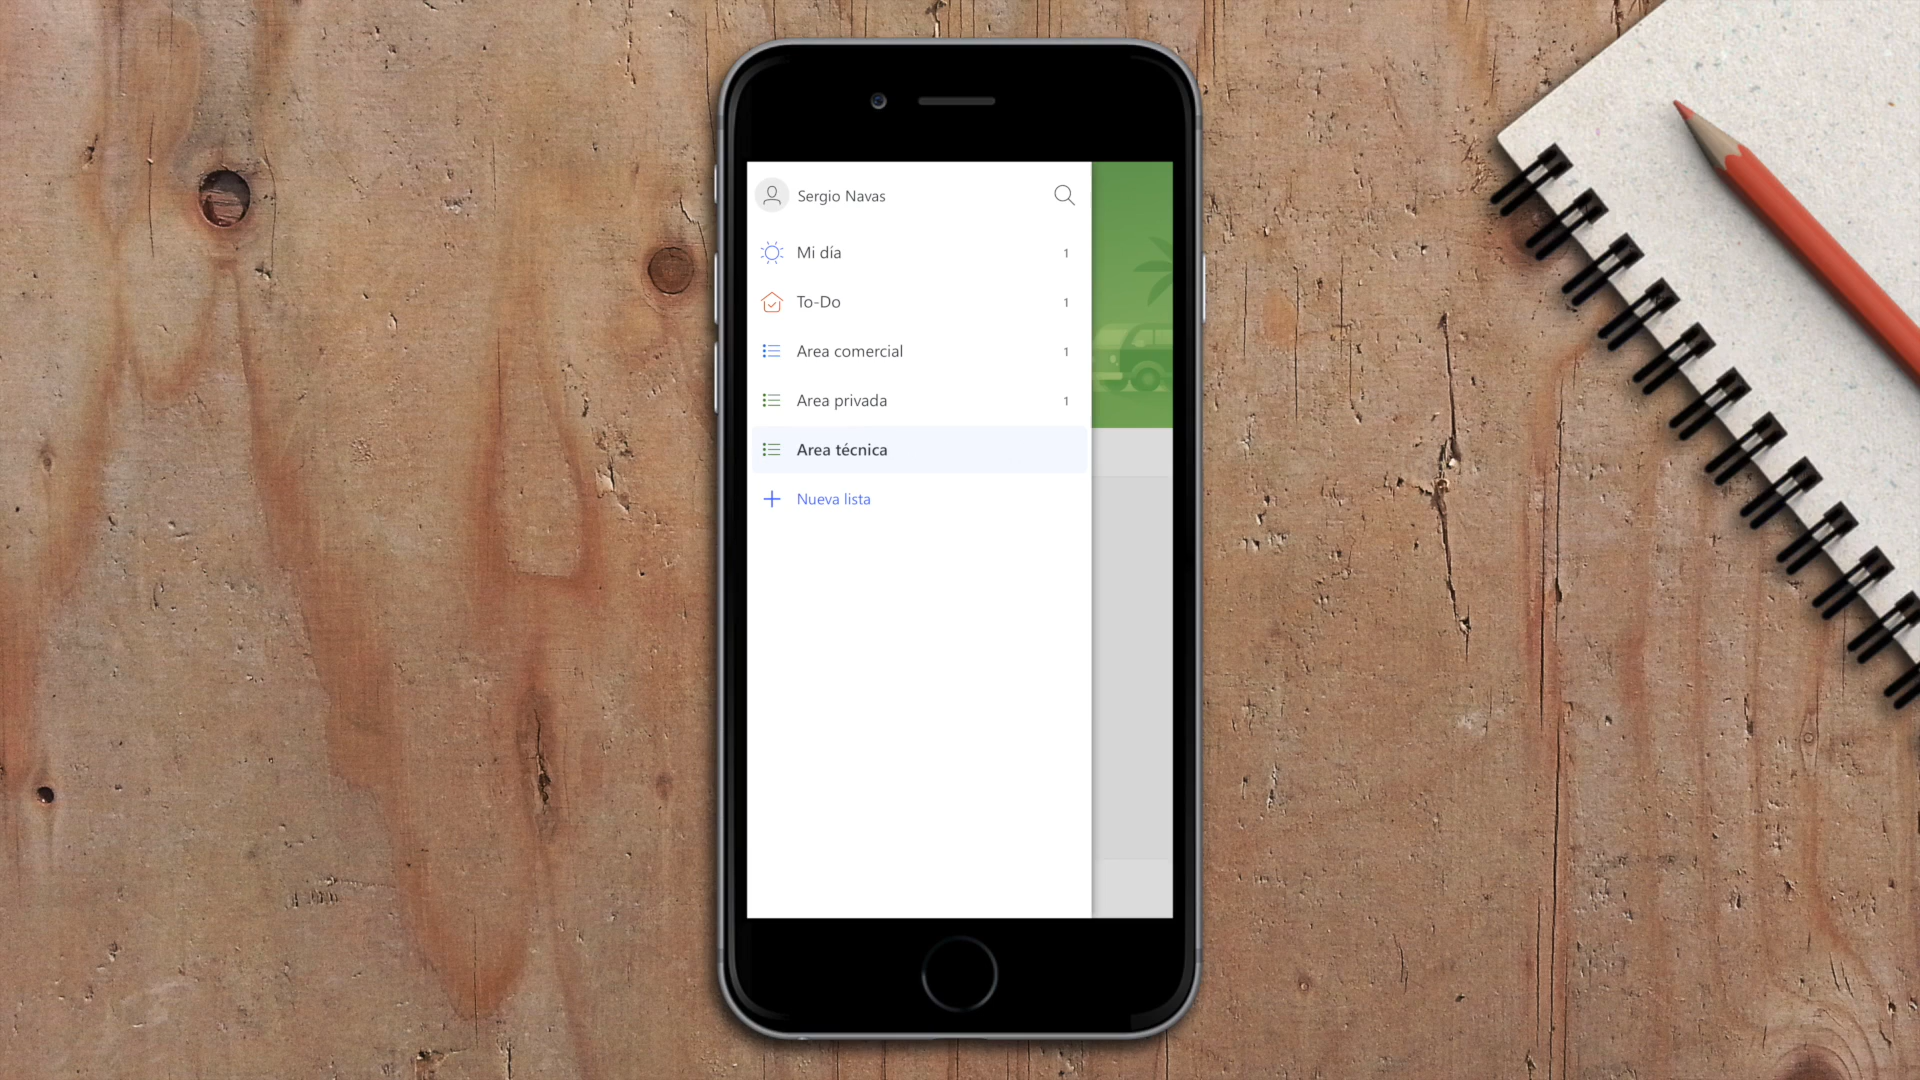 Sergio Navas
Mi día 1
To-Do 1
Area comercial 1
Area privada 1
Area técnica
Nueva lista